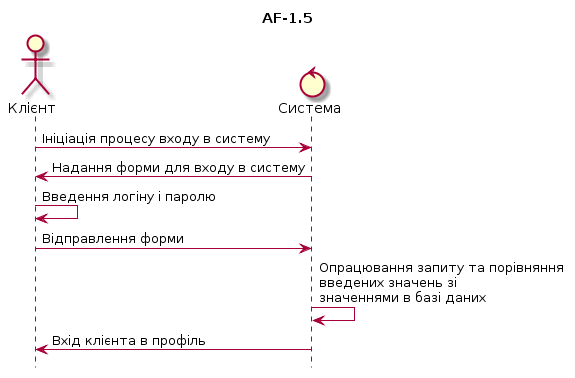 AF-1.5
Клієнт
Система
Ініціація процесу входу в систему
Надання форми для входу в систему
Введення логіну і паролю
Відправлення форми
Опрацювання запиту та порівняння
введених значень зі
значеннями в базі даних
Вхід клієнта в профіль